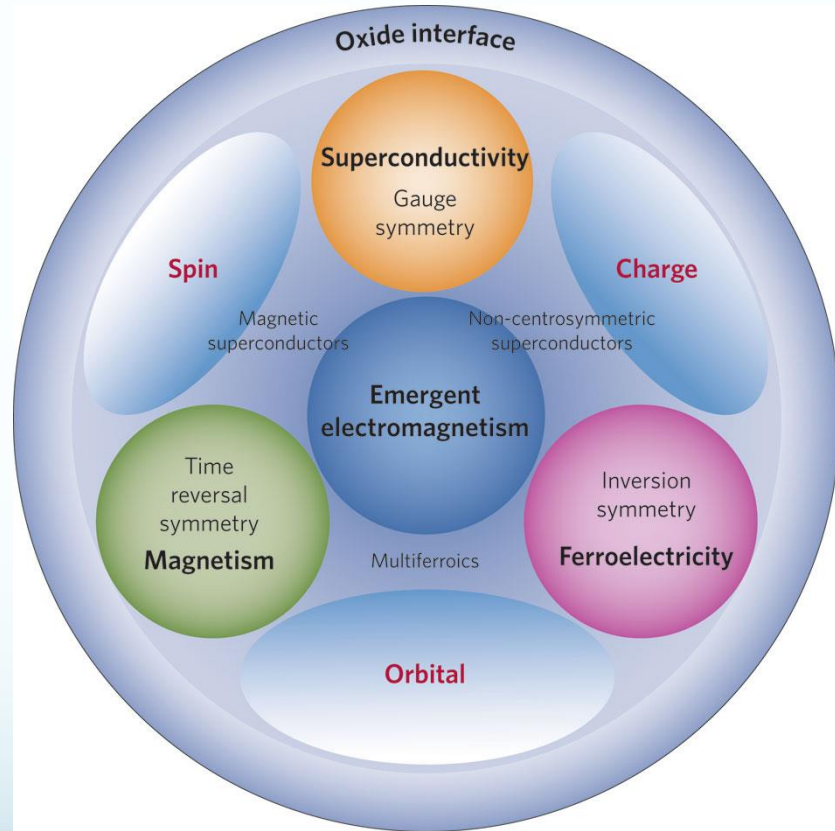 Oxide interface
Superconductivity
Gauge
symmetry
Spin
Charge
Magnetic
superconductors
Non-centrosymmetric
superconductors
Emergent
electromagnetism
Time
reversal
symmetry
Magnetism
Inversion
symmetry
Ferroelectricity
Multiferroics
Orbital